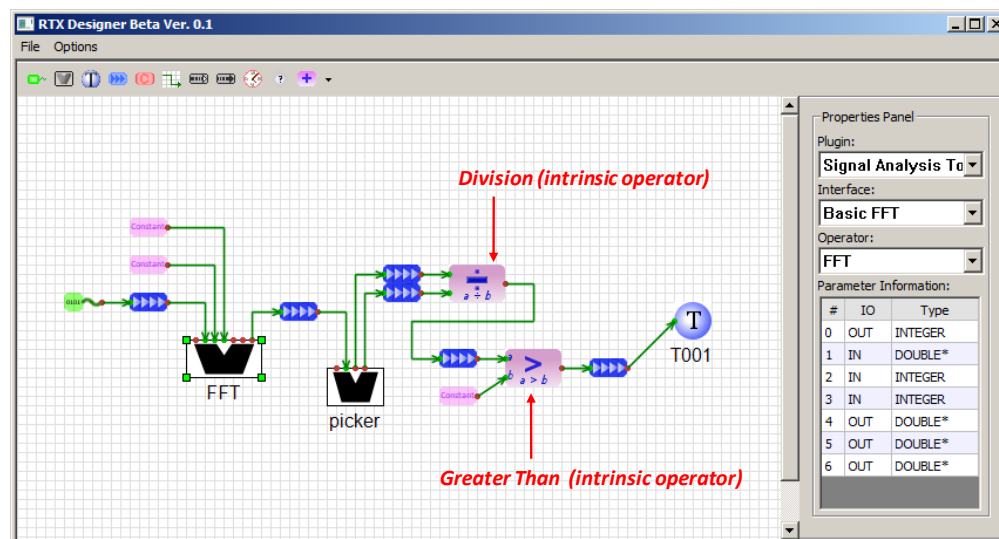 RTX Designer Beta Ver. 0.1
File Options
T C ? +
Division (intrinsic operator)
Constant
Constant
0101
a ÷ b
T
T001
FFT
a
>
b
a > b
Constant
picker
Greater Than (intrinsic operator)
Properties Panel
Plugin:
Signal Analysis To
Interface:
Basic FFT
Operator:
FFT
Parameter Information:
# IO Type
0 OUT INTEGER
1 IN DOUBLE*
2 IN INTEGER
3 IN INTEGER
4 OUT DOUBLE*
5 OUT DOUBLE*
6 OUT DOUBLE*